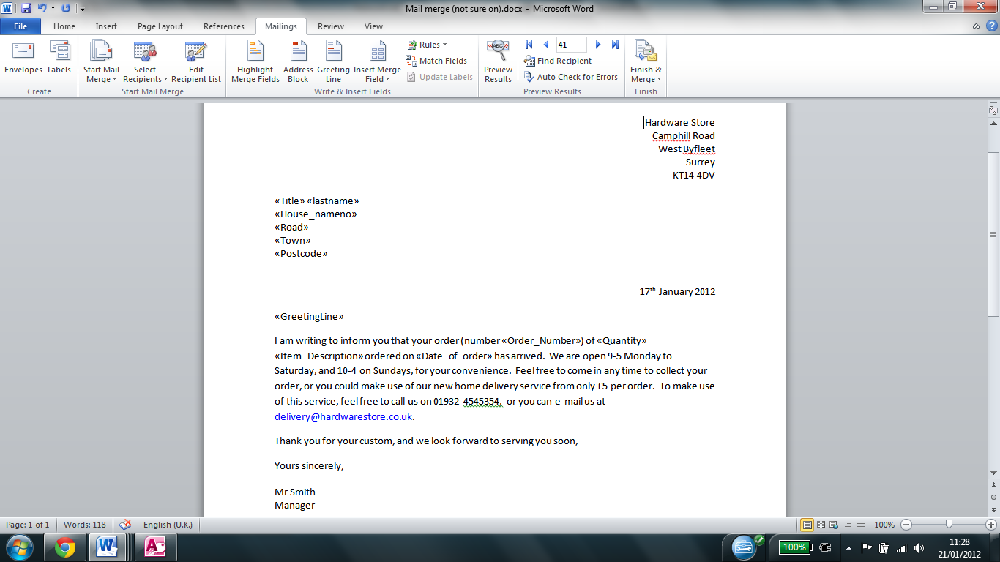 Mail merge (not sure on).docx - Microsoft Word
File Home Insert Page Layout References Mailings Review View
Envelopes Labels
Create
Start Mail Merge Select Recipients Edit Recipient List
Start Mail Merge
Highlight Merge Fields Address Block Greeting Line Insert Merge Field
Rules
Match Fields
Update Labels
Write & Insert Fields
«ABC»
Preview Results
41
Find Recipient
Auto Check for Errors
Preview Results
Finish & Merge
Finish
Hardware Store
Camphill Road
West Byfleet
Surrey
KT14 4DV
«Title» «lastname»
«House_nameno»
«Road»
«Town»
«Postcode»
17th January 2012
«GreetingLine»
I am writing to inform you that your order (number «Order_Number») of «Quantity»
«Item_Description» ordered on «Date_of_order» has arrived. We are open 9-5 Monday to
Saturday, and 10-4 on Sundays, for your convenience. Feel free to come in any time to collect your
order, or you could make use of our new home delivery service from only £5 per order. To make use
of this service, feel free to call us on 01932 4545354, or you can e-mail us at
delivery@hardwarestore.co.uk.
Thank you for your custom, and we look forward to serving you soon,
Yours sincerely,
Mr Smith
Manager
Page: 1 of 1 Words: 118 English (U.K.) 100%
100% 11:28
21/01/2012